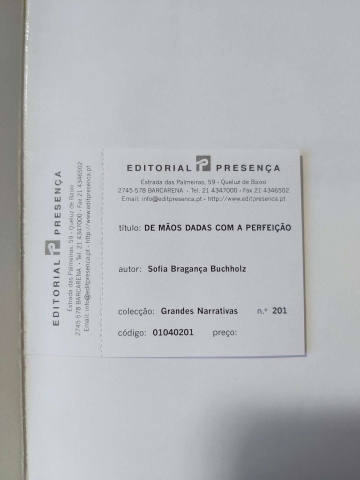 EDITORIAL P PRESENÇA
Estrada das Palmeiras, 59 - Queluz de Baixo
2745-578 BARCARENA - Tel. 21 4347000 - Fax 21 4346502
Email: info@editpresenca.pt - http://www.editpresenca.pt
EDITORIAL P PRESENÇA
Estrada das Palmeiras, 59 - Queluz de Baixo
2745-578 BARCARENA - Tel. 21 4347000 - Fax 21 4346502
Email: info@editpresenca.pt - http://www.editpresenca.pt
título: DE MÃOS DADAS COM A PERFEIÇÃO
autor: Sofia Bragança Buchholz
colecção: Grandes Narrativas n.º 201
código: 01040201 preço: